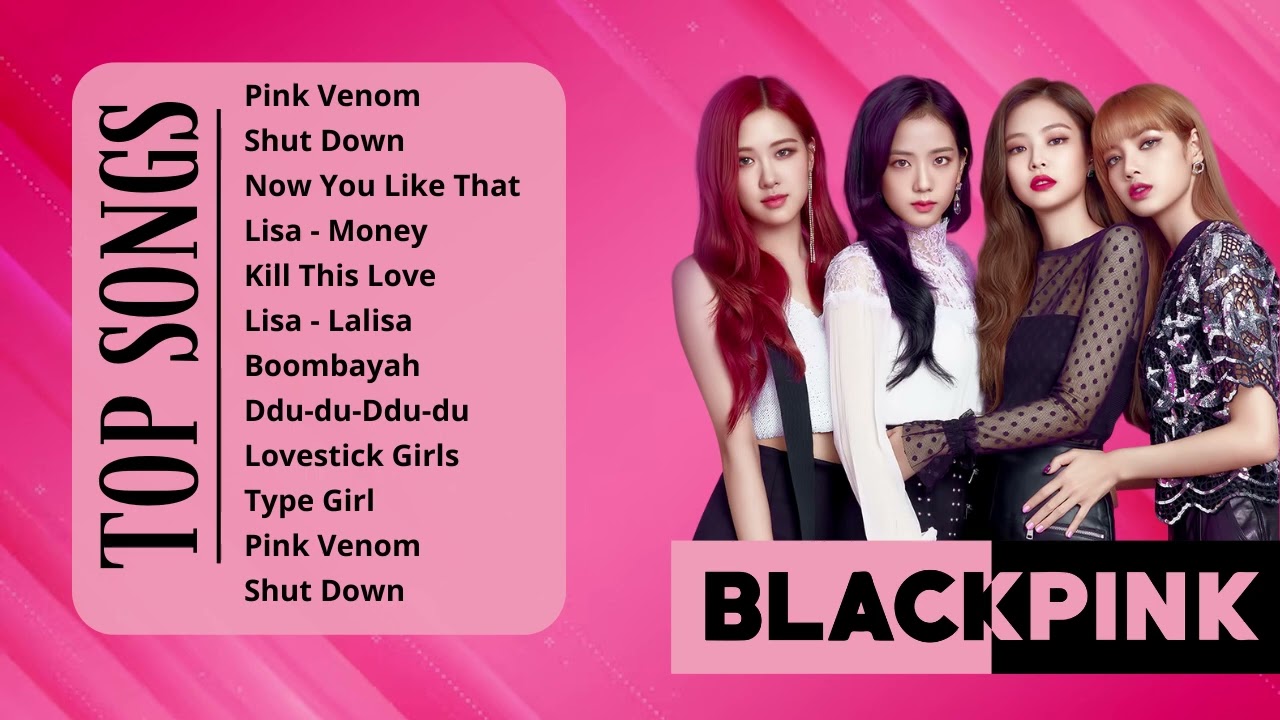 TOP SONGS
Pink Venom
Shut Down
Now You Like That
Lisa - Money
Kill This Love
Lisa - Lalisa
Boombayah
Ddu-du-Ddu-du
Lovestick Girls
Type Girl
Pink Venom
Shut Down
BLACKPINK